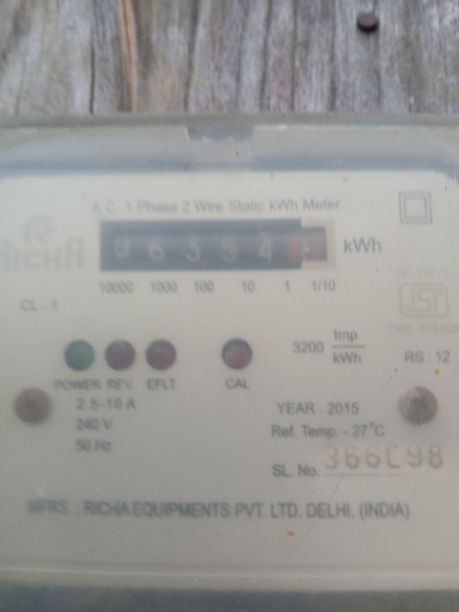 A.C. 1 Phase 2 Wire Static kWh Meter
RICHA
06354
kWh
10000 1000 100 10 1 1/10
CL - 1
ISI
3200 Imp
kWh
RS : 12
POWER REV. EFLT CAL
2.5-10 A
240 V.
50 Hz.
YEAR . 2015
Ref. Temp. - 27°C
SL. No.
MFRS. : RICHA EQUIPMENTS PVT. LTD. DELHI, (INDIA)